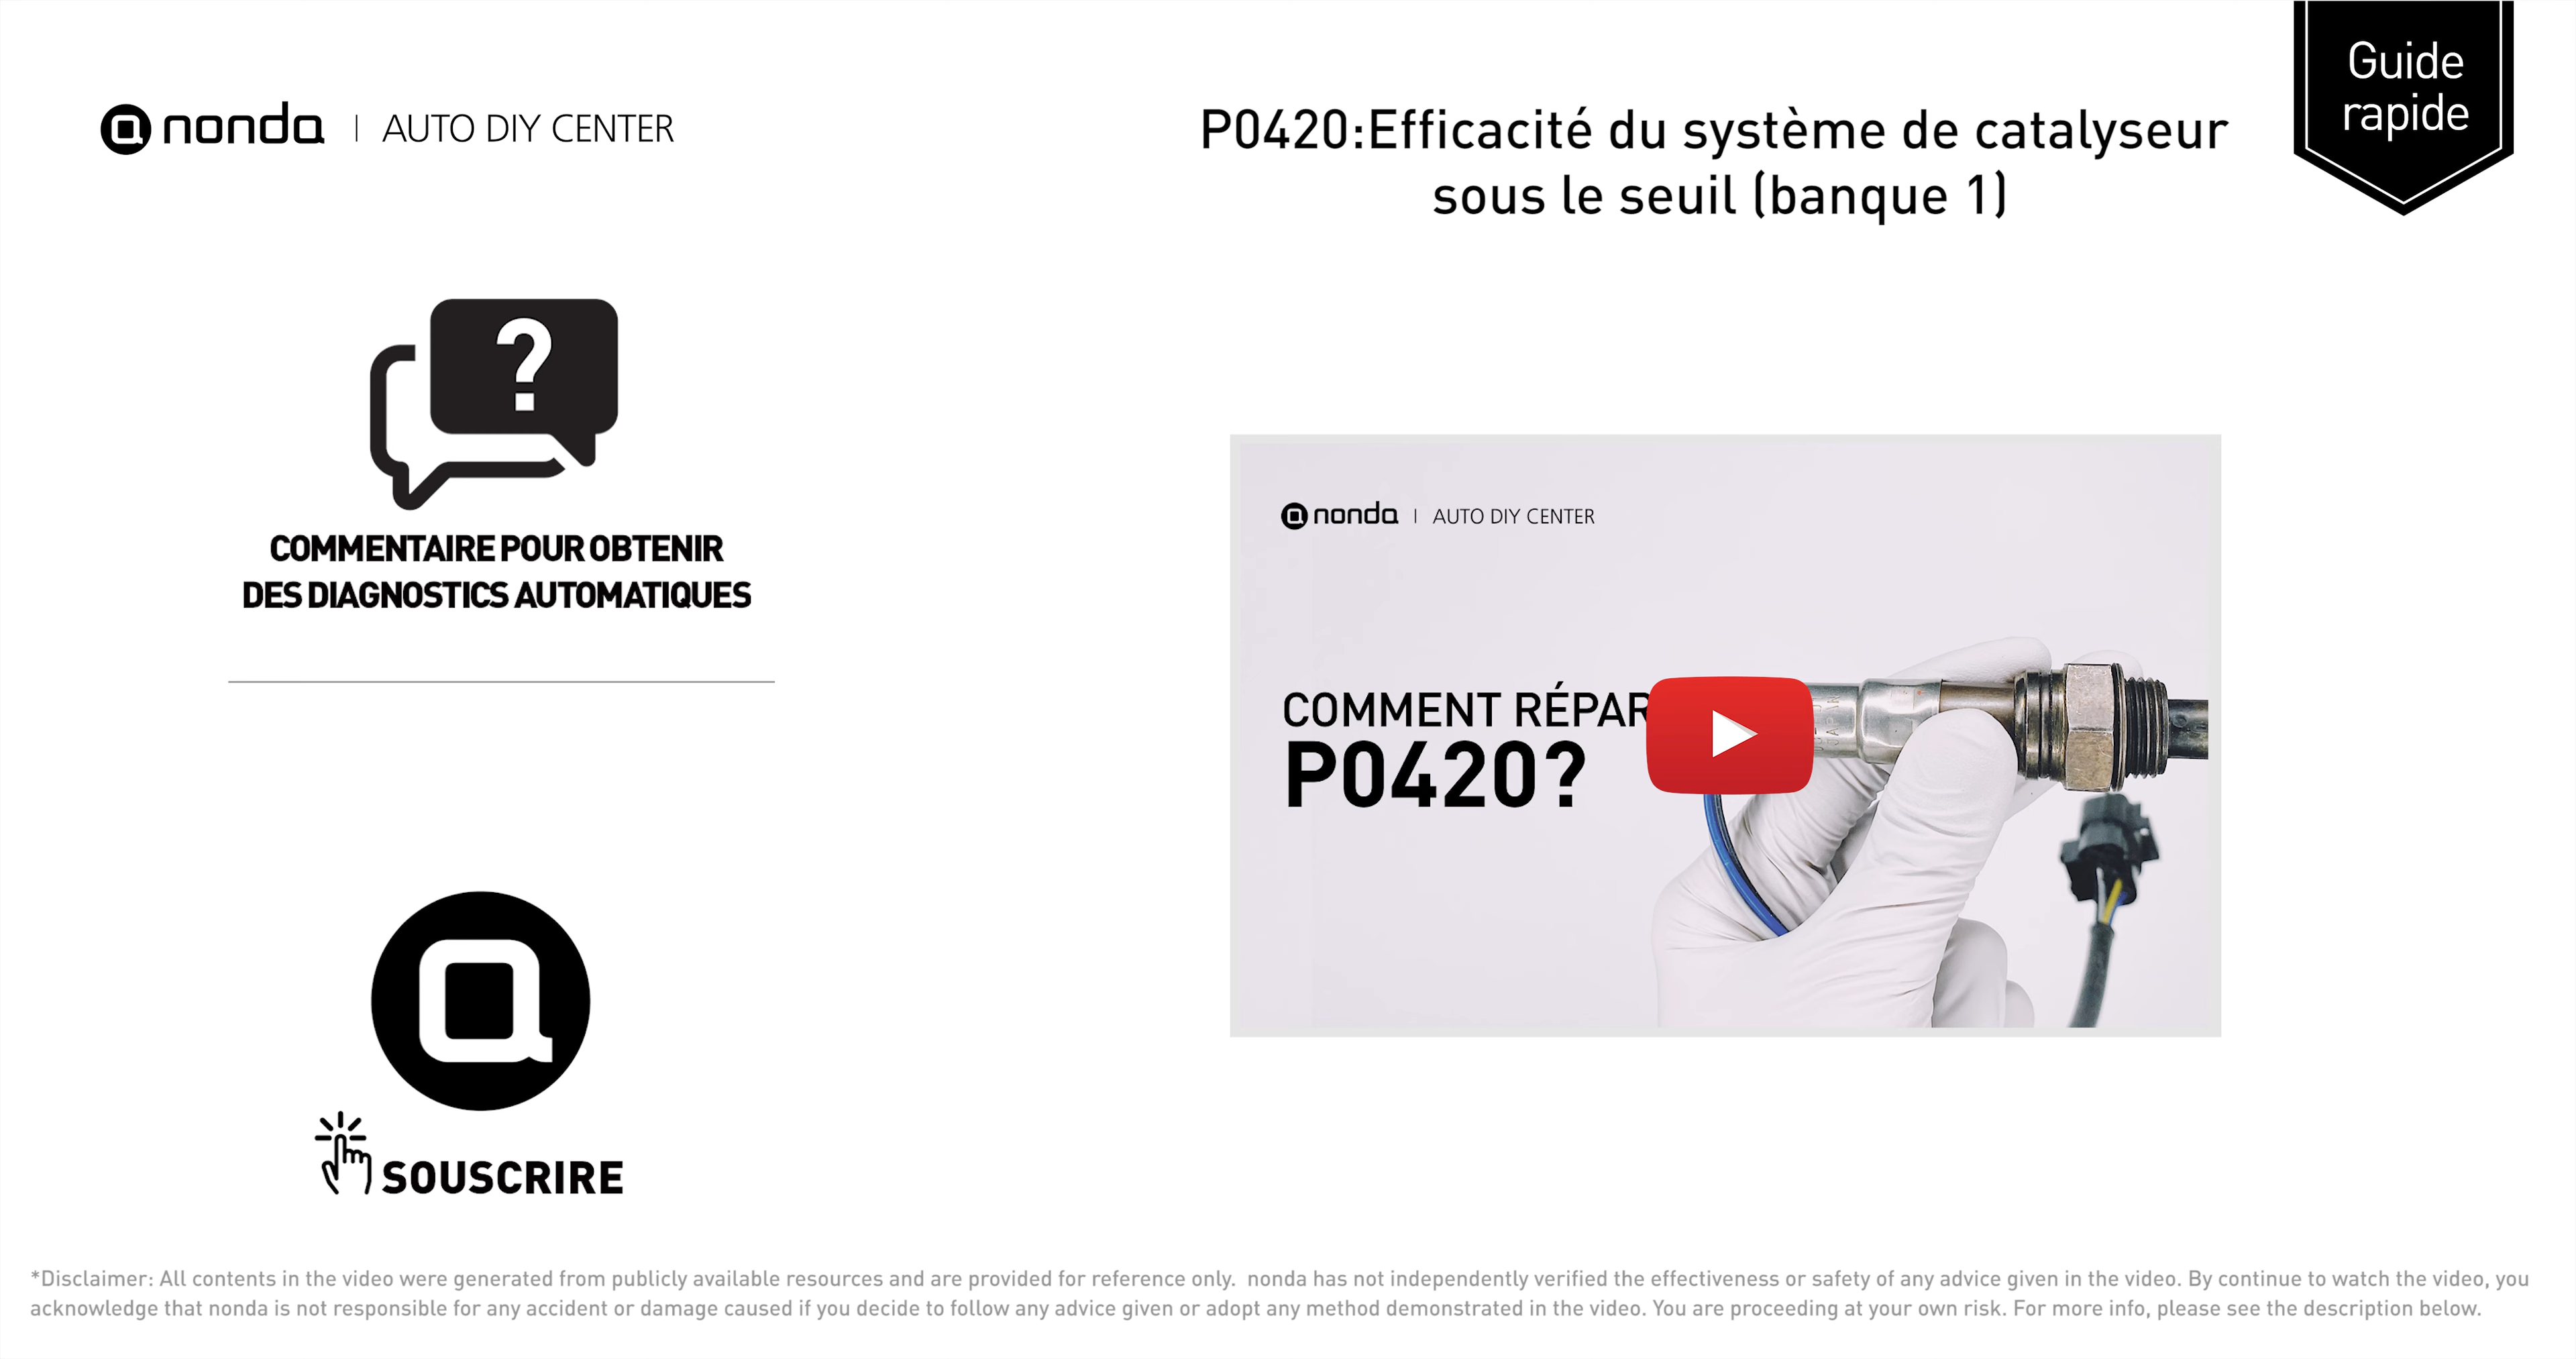 nonda | AUTO DIY CENTER
P0420:Efficacité du système de catalyseur
sous le seuil (banque 1)
Guide
rapide
?
COMMENTAIRE POUR OBTENIR
DES DIAGNOSTICS AUTOMATIQUES
SOUSCRIRE
nonda | AUTO DIY CENTER
COMMENT RÉPAR
P0420?
*Disclaimer: All contents in the video were generated from publicly available resources and are provided for reference only. nonda has not independently verified the effectiveness or safety of any advice given in the video. By continue to watch the video, you
acknowledge that nonda is not responsible for any accident or damage caused if you decide to follow any advice given or adopt any method demonstrated in the video. You are proceeding at your own risk. For more info, please see the description below.